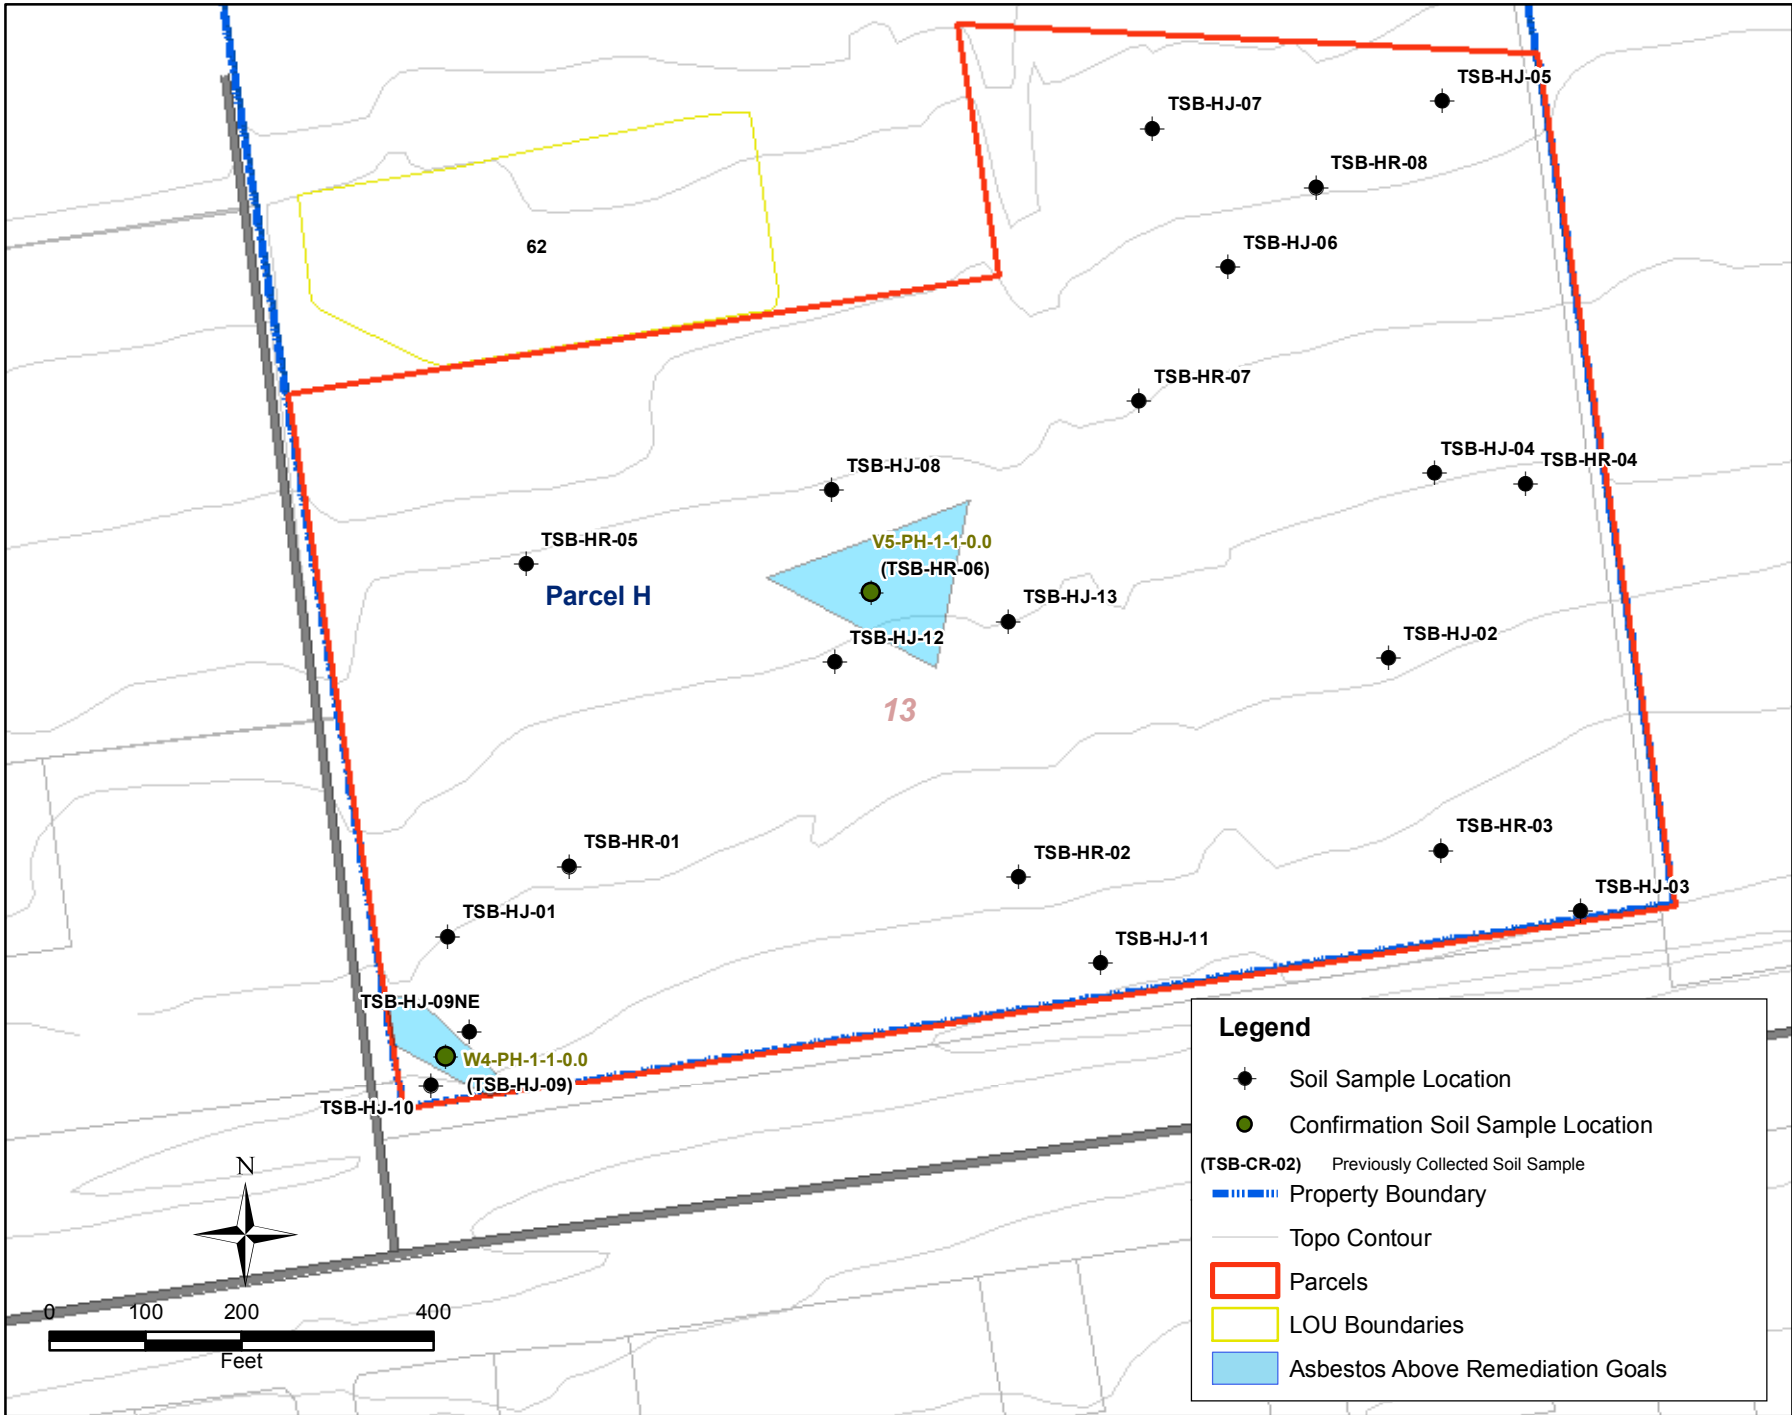 TSB-HJ-05
TSB-HJ-07
TSB-HR-08
62
TSB-HJ-06
TSB-HR-07
TSB-HJ-04
TSB-HR-04
TSB-HJ-08
TSB-HR-05
V5-PH-1-1-0.0
(TSB-HR-06)
Parcel H
TSB-HJ-13
TSB-HJ-12
TSB-HJ-02
13
TSB-HR-01
TSB-HR-02
TSB-HR-03
TSB-HJ-03
TSB-HJ-01
TSB-HJ-11
TSB-HJ-09NE
W4-PH-1-1-0.0
(TSB-HJ-09)
TSB-HJ-10
N
0 100 200 400
Feet
Legend
Soil Sample Location
Confirmation Soil Sample Location
(TSB-CR-02) Previously Collected Soil Sample
Property Boundary
Topo Contour
Parcels
LOU Boundaries
Asbestos Above Remediation Goals